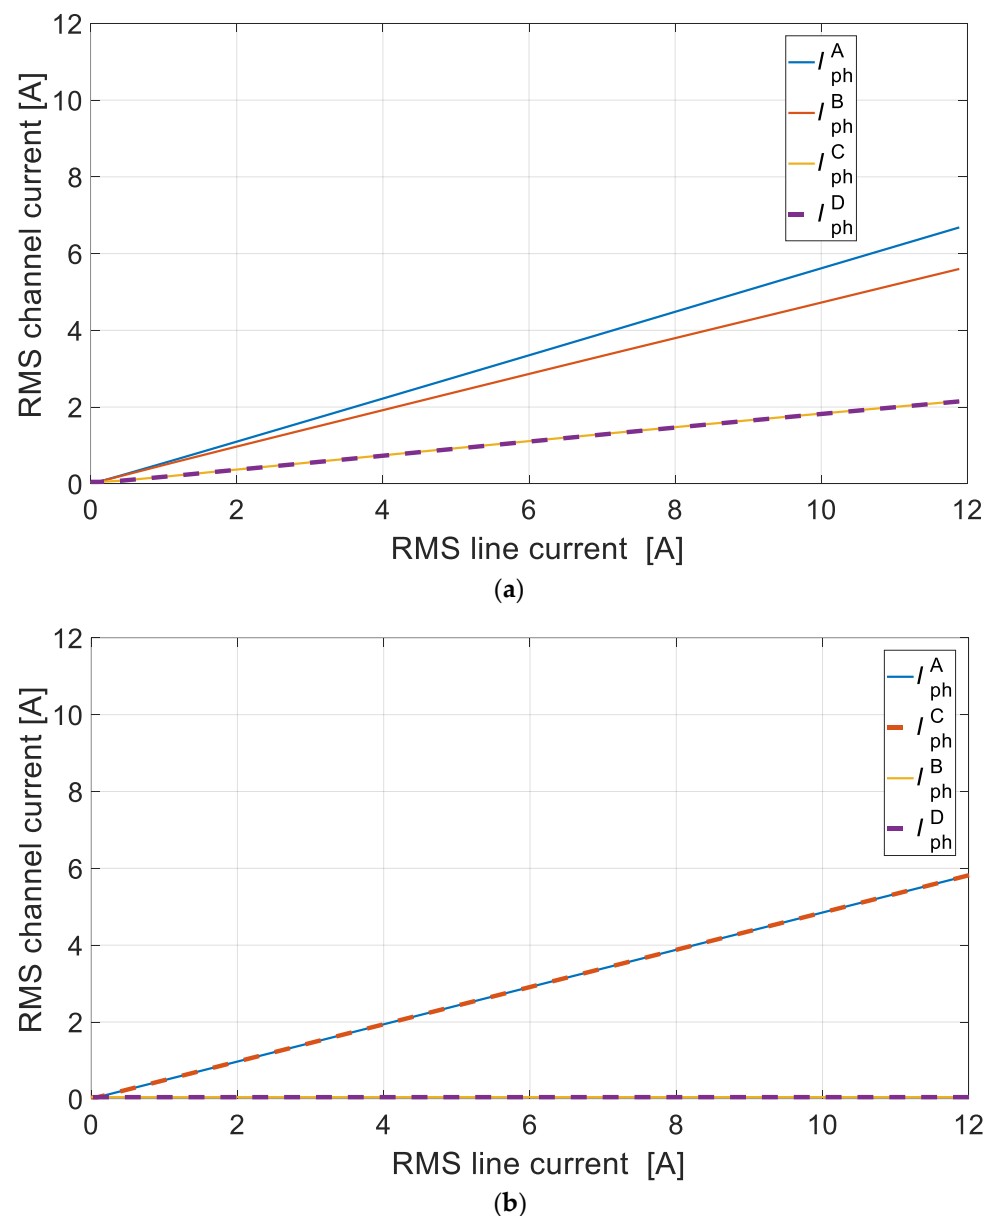 12
10
8
6
4
2
0
RMS channel current [A]
I A ph
I B ph
I C ph
I D ph
0 2 4 6 8 10 12
RMS line current [A]
(a)
12
10
8
6
4
2
0
RMS channel current [A]
I A ph
I C ph
I B ph
I D ph
0 2 4 6 8 10 12
RMS line current [A]
(b)